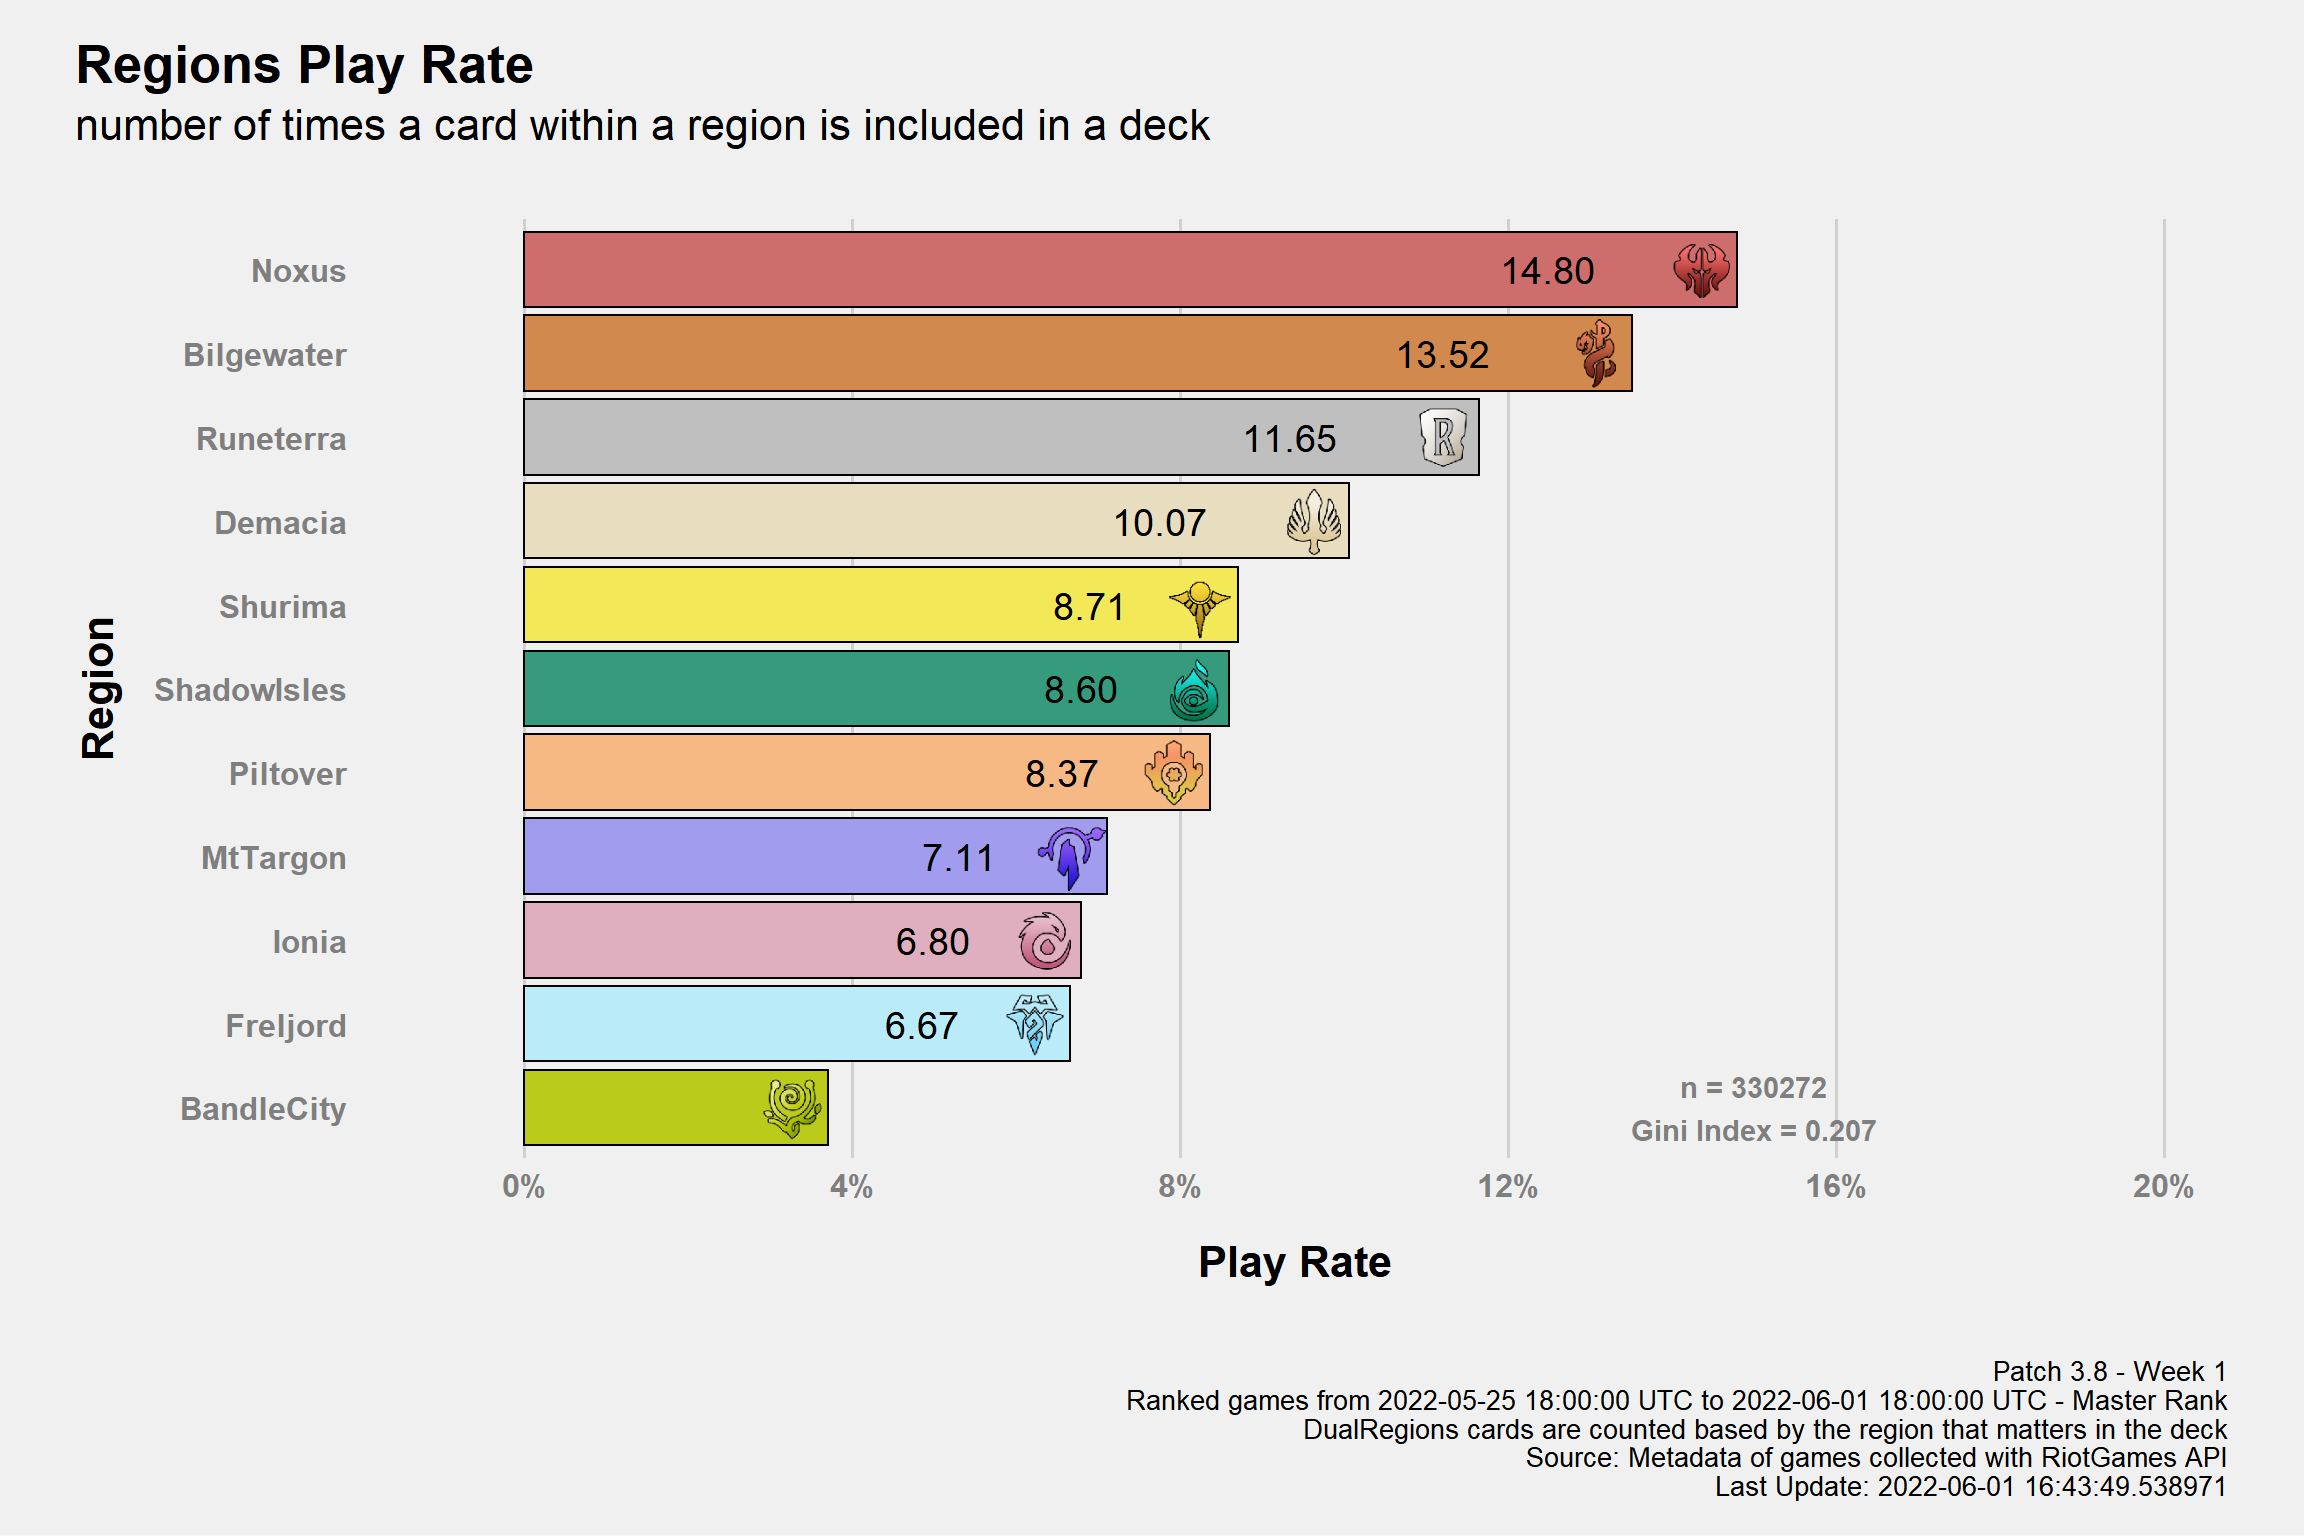 Regions Play Rate
number of times a card within a region is included in a deck
Region
Noxus 14.80
Bilgewater 13.52
Runeterra 11.65 R
Demacia 10.07
Shurima 8.71
ShadowIsles 8.60
Piltover 8.37
MtTargon 7.11
Ionia 6.80
Freljord 6.67
BandleCity
n = 330272
Gini Index = 0.207
0% 4% 8% 12% 16% 20%
Play Rate
Patch 3.8 - Week 1
Ranked games from 2022-05-25 18:00:00 UTC to 2022-06-01 18:00:00 UTC - Master Rank
DualRegions cards are counted based by the region that matters in the deck
Source: Metadata of games collected with RiotGames API
Last Update: 2022-06-01 16:43:49.538971